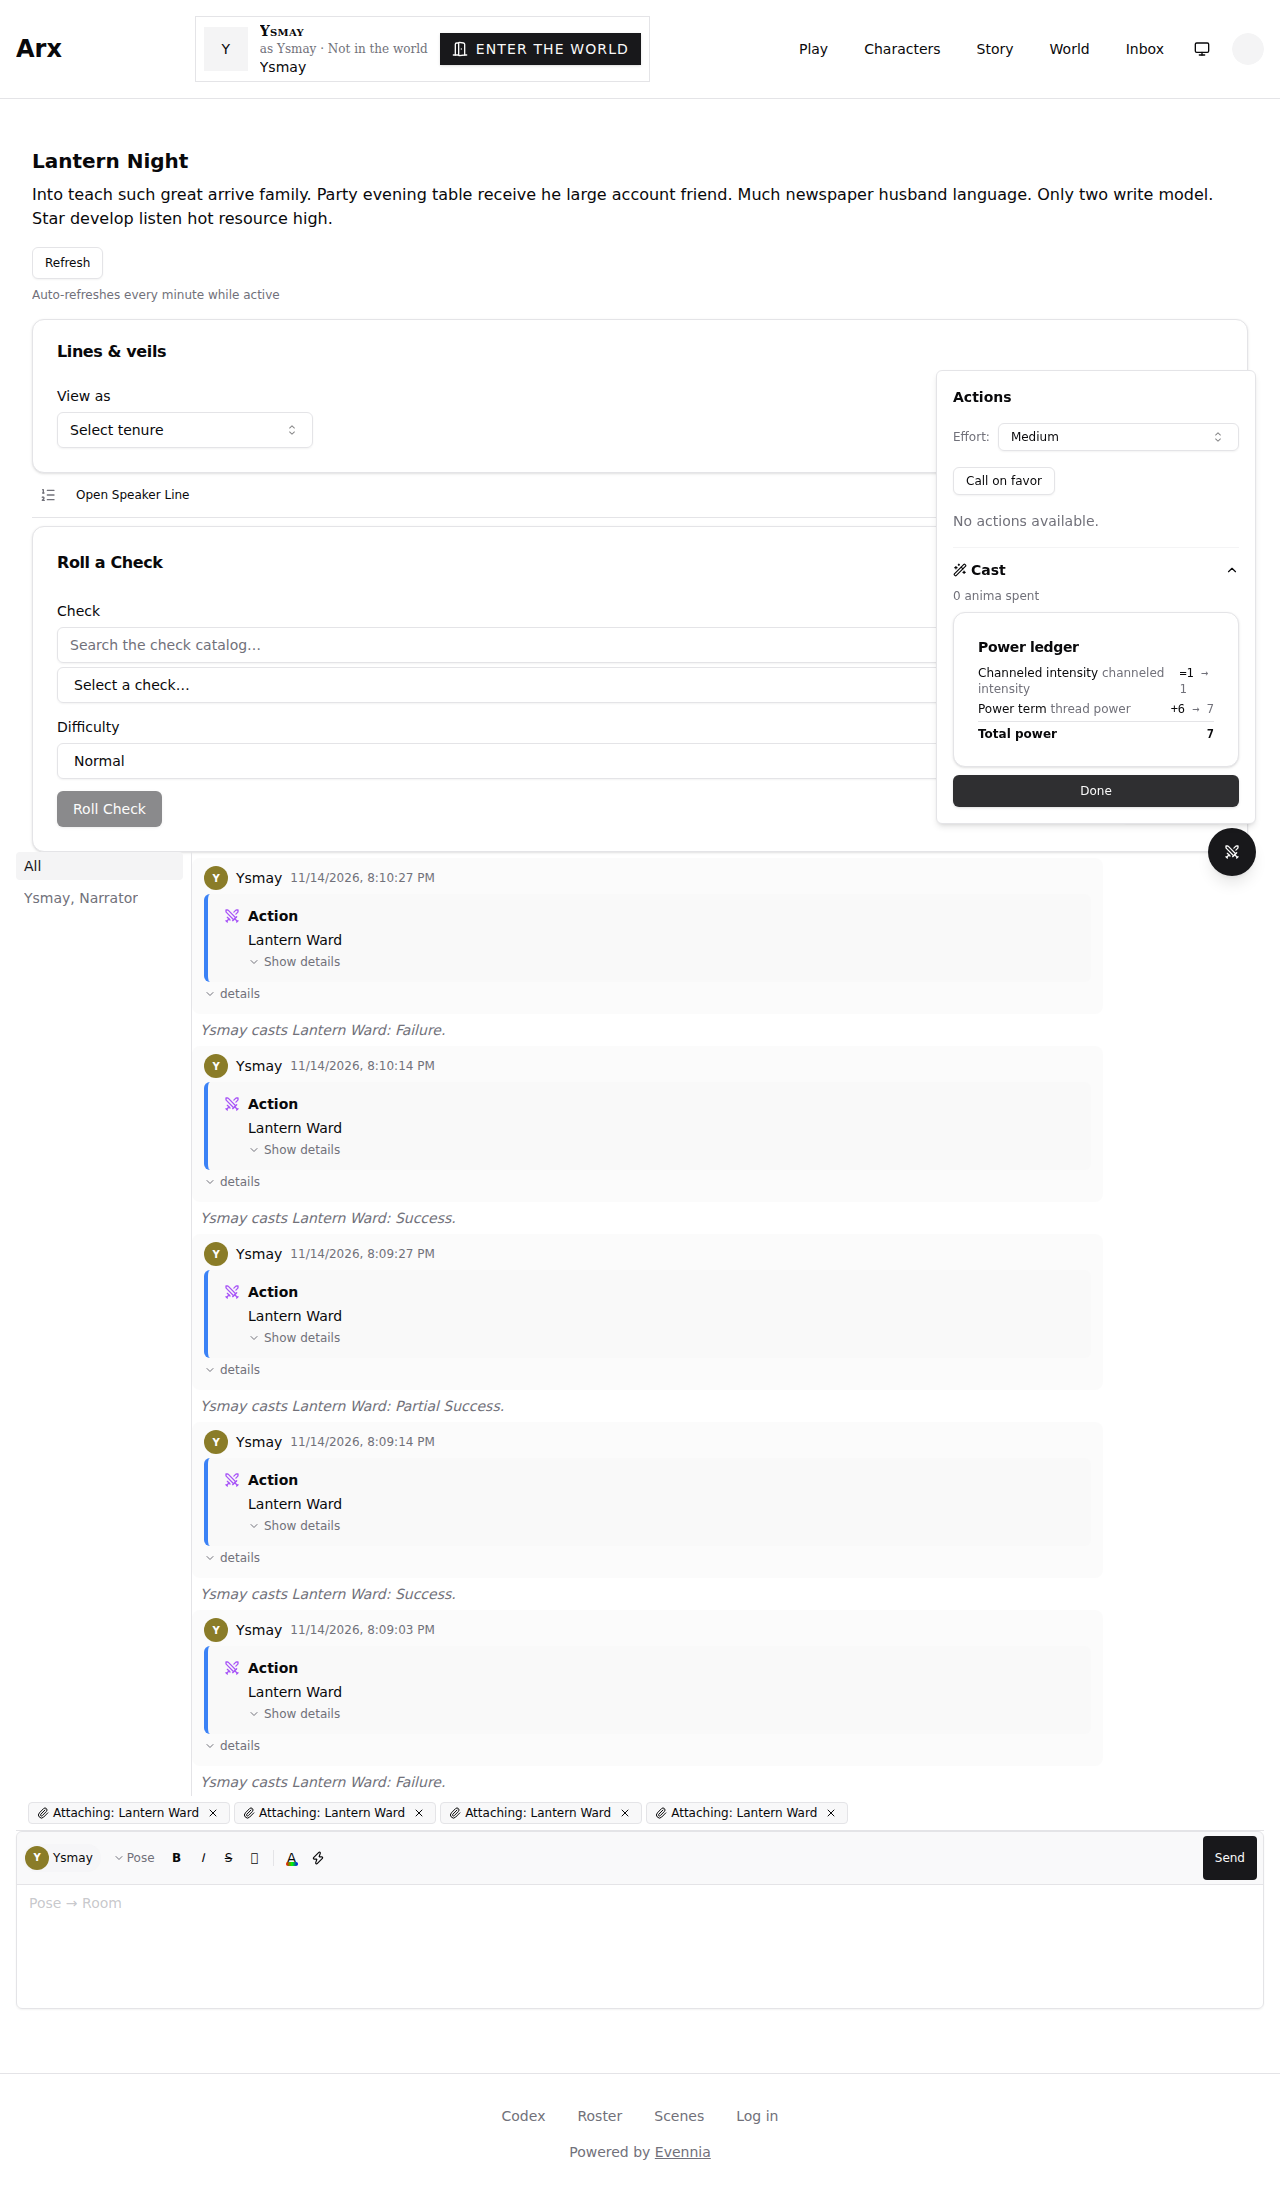 Arx
Y
Ysmay
as Ysmay · Not in the world
Ysmay
ENTER THE WORLD
Play
Characters
Story
World
Inbox
Lantern Night
Into teach such great arrive family. Party evening table receive he large account friend. Much newspaper husband language. Only two write model.
Star develop listen hot resource high.
Refresh
Auto-refreshes every minute while active
Lines & veils
View as
Select tenure
Open Speaker Line
Roll a Check
Check
Search the check catalog...
Select a check...
Difficulty
Normal
Roll Check
Actions
Effort:
Medium
Call on favor
No actions available.
Cast
0 anima spent
Power ledger
Channeled intensity channeled =1 →
intensity 1
Power term thread power +6 → 7
Total power 7
Done
All
Ysmay, Narrator
Y Ysmay 11/14/2026, 8:10:27 PM
Action
Lantern Ward
Show details
details
Ysmay casts Lantern Ward: Failure.
Y Ysmay 11/14/2026, 8:10:14 PM
Action
Lantern Ward
Show details
details
Ysmay casts Lantern Ward: Success.
Y Ysmay 11/14/2026, 8:09:27 PM
Action
Lantern Ward
Show details
details
Ysmay casts Lantern Ward: Partial Success.
Y Ysmay 11/14/2026, 8:09:14 PM
Action
Lantern Ward
Show details
details
Ysmay casts Lantern Ward: Success.
Y Ysmay 11/14/2026, 8:09:03 PM
Action
Lantern Ward
Show details
details
Ysmay casts Lantern Ward: Failure.
Attaching: Lantern Ward
Attaching: Lantern Ward
Attaching: Lantern Ward
Attaching: Lantern Ward
Y Ysmay
Pose
B
I
S
A
Send
Pose → Room
Codex
Roster
Scenes
Log in
Powered by Evennia